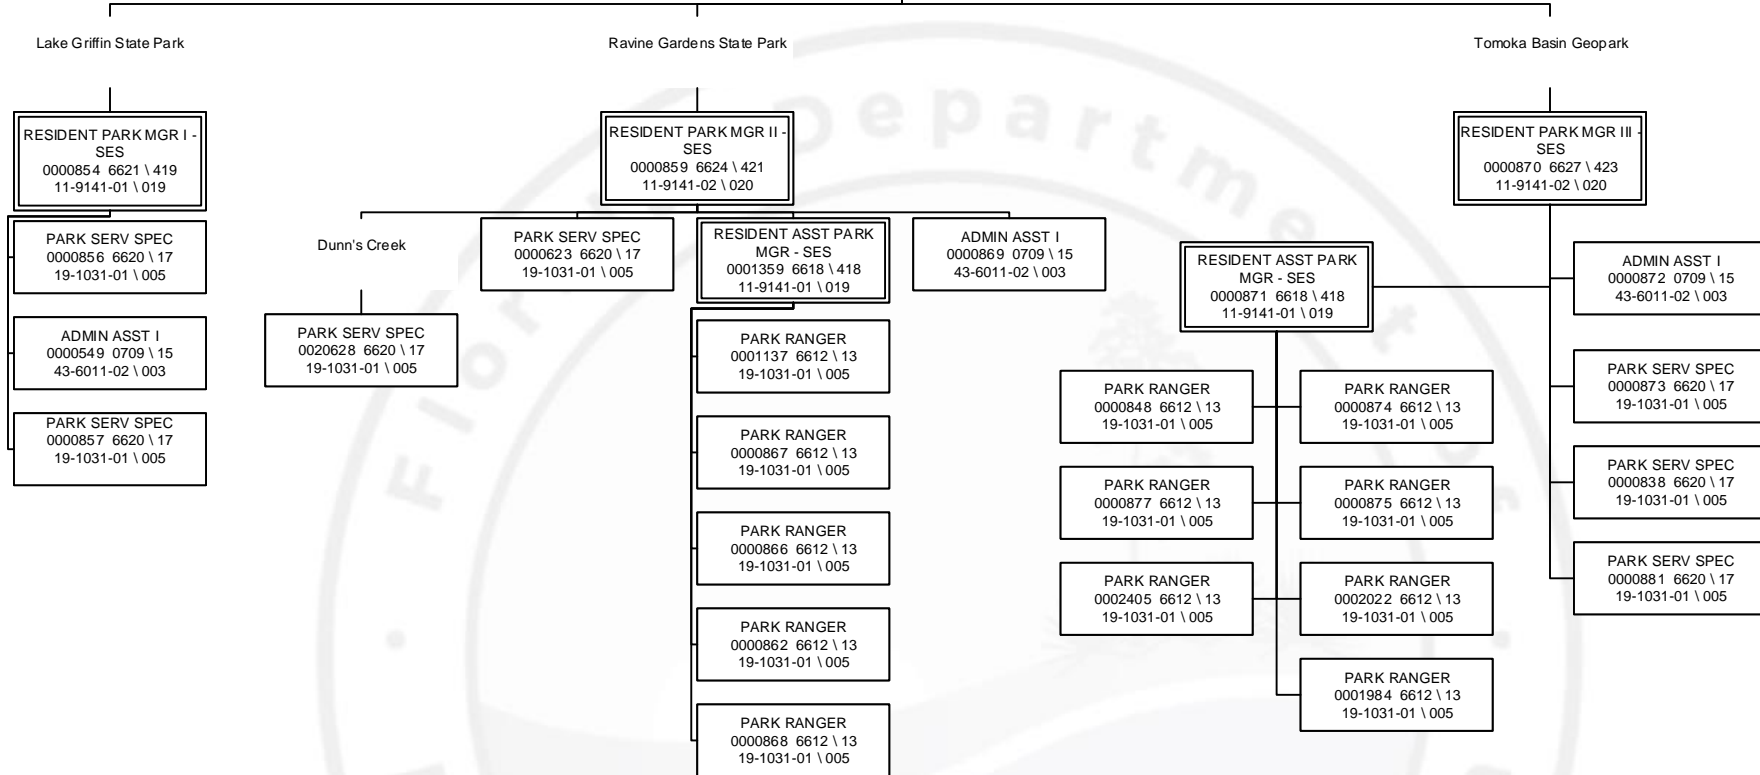 Lake Griffin State Park
Ravine Gardens State Park
Tomoka Basin Geopark
RESIDENT PARK MGR I -
SES
0000854 6621 \ 419
11-9141-01 \ 019
PARK SERV SPEC
0000856 6620 \ 17
19-1031-01 \ 005
ADMIN ASST I
0000549 0709 \ 15
43-6011-02 \ 003
PARK SERV SPEC
0000857 6620 \ 17
19-1031-01 \ 005
RESIDENT PARK MGR II -
SES
0000859 6624 \ 421
11-9141-02 \ 020
Dunn's Creek
PARK SERV SPEC
0020628 6620 \ 17
19-1031-01 \ 005
PARK SERV SPEC
0000623 6620 \ 17
19-1031-01 \ 005
RESIDENT ASST PARK
MGR - SES
0001359 6618 \ 418
11-9141-01 \ 019
ADMIN ASST I
0000869 0709 \ 15
43-6011-02 \ 003
PARK RANGER
0001137 6612 \ 13
19-1031-01 \ 005
PARK RANGER
0000867 6612 \ 13
19-1031-01 \ 005
PARK RANGER
0000866 6612 \ 13
19-1031-01 \ 005
PARK RANGER
0000862 6612 \ 13
19-1031-01 \ 005
PARK RANGER
0000868 6612 \ 13
19-1031-01 \ 005
RESIDENT PARK MGR III -
SES
0000870 6627 \ 423
11-9141-02 \ 020
RESIDENT ASST PARK
MGR - SES
0000871 6618 \ 418
11-9141-01 \ 019
PARK RANGER
0000848 6612 \ 13
19-1031-01 \ 005
PARK RANGER
0000874 6612 \ 13
19-1031-01 \ 005
PARK RANGER
0000877 6612 \ 13
19-1031-01 \ 005
PARK RANGER
0000875 6612 \ 13
19-1031-01 \ 005
PARK RANGER
0002405 6612 \ 13
19-1031-01 \ 005
PARK RANGER
0002022 6612 \ 13
19-1031-01 \ 005
PARK RANGER
0001984 6612 \ 13
19-1031-01 \ 005
ADMIN ASST I
0000872 0709 \ 15
43-6011-02 \ 003
PARK SERV SPEC
0000873 6620 \ 17
19-1031-01 \ 005
PARK SERV SPEC
0000838 6620 \ 17
19-1031-01 \ 005
PARK SERV SPEC
0000881 6620 \ 17
19-1031-01 \ 005
Department of